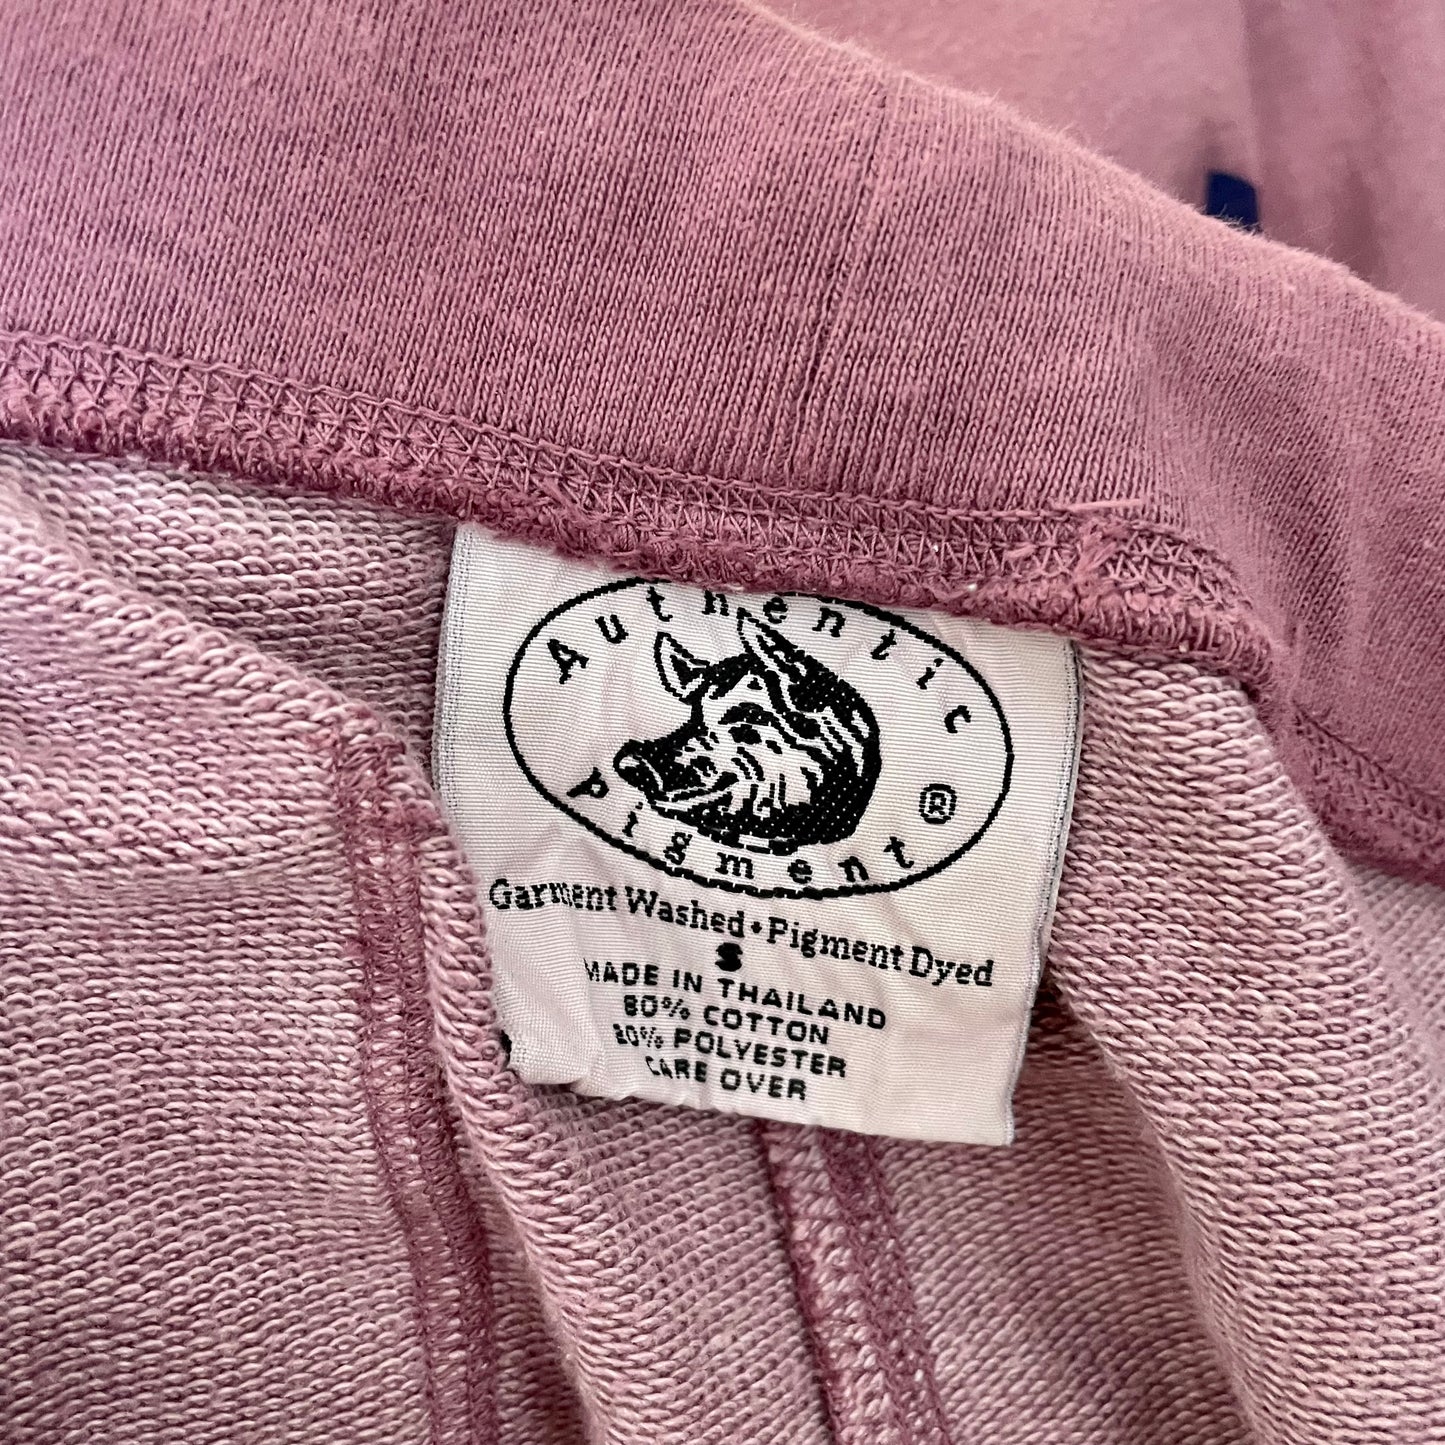 Authentic
Pigment ®
Garment Washed • Pigment Dyed
S
MADE IN THAILAND
80% COTTON
20% POLYESTER
CARE OVER